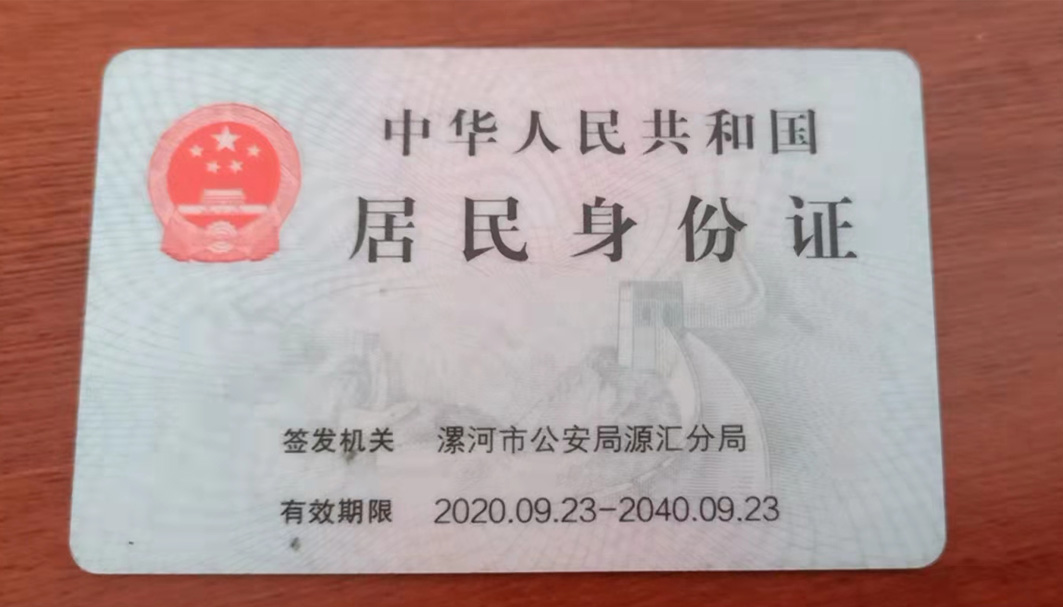 中华人民共和国
居民身份证
签发机关 漯河市公安局源汇分局
有效期限 2020.09.23-2040.09.23